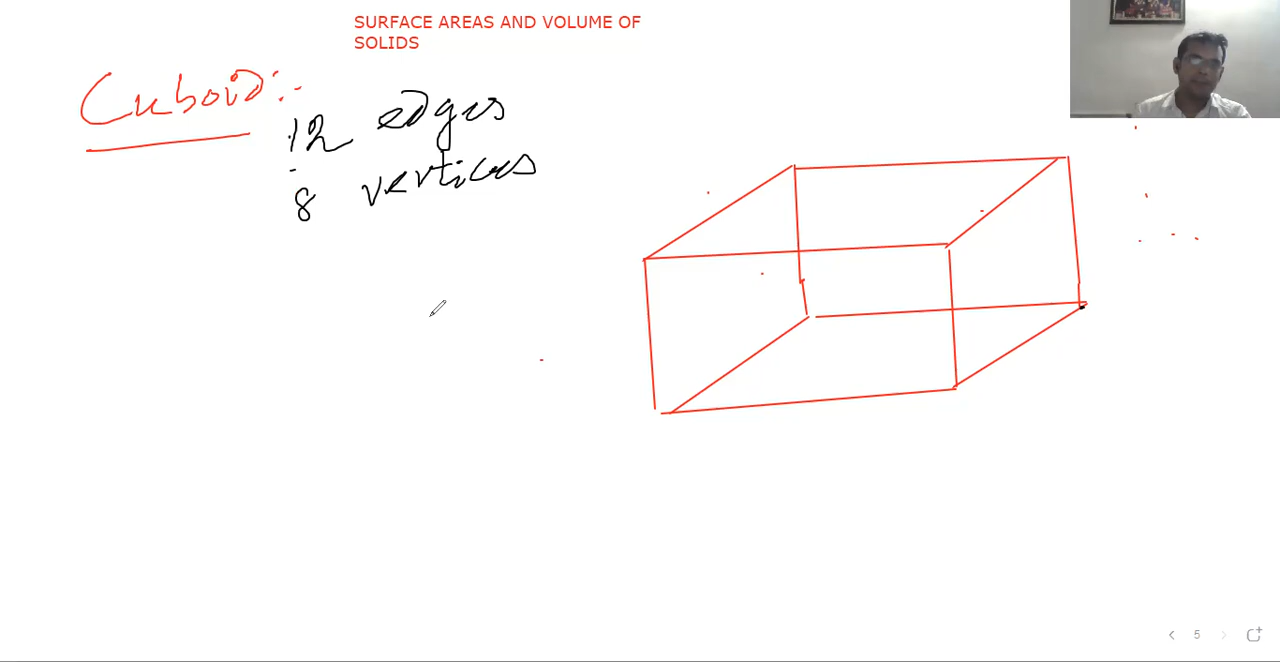 SURFACE AREAS AND VOLUME OF
SOLIDS
Cuboid:-
12 edges
8 vertices
5